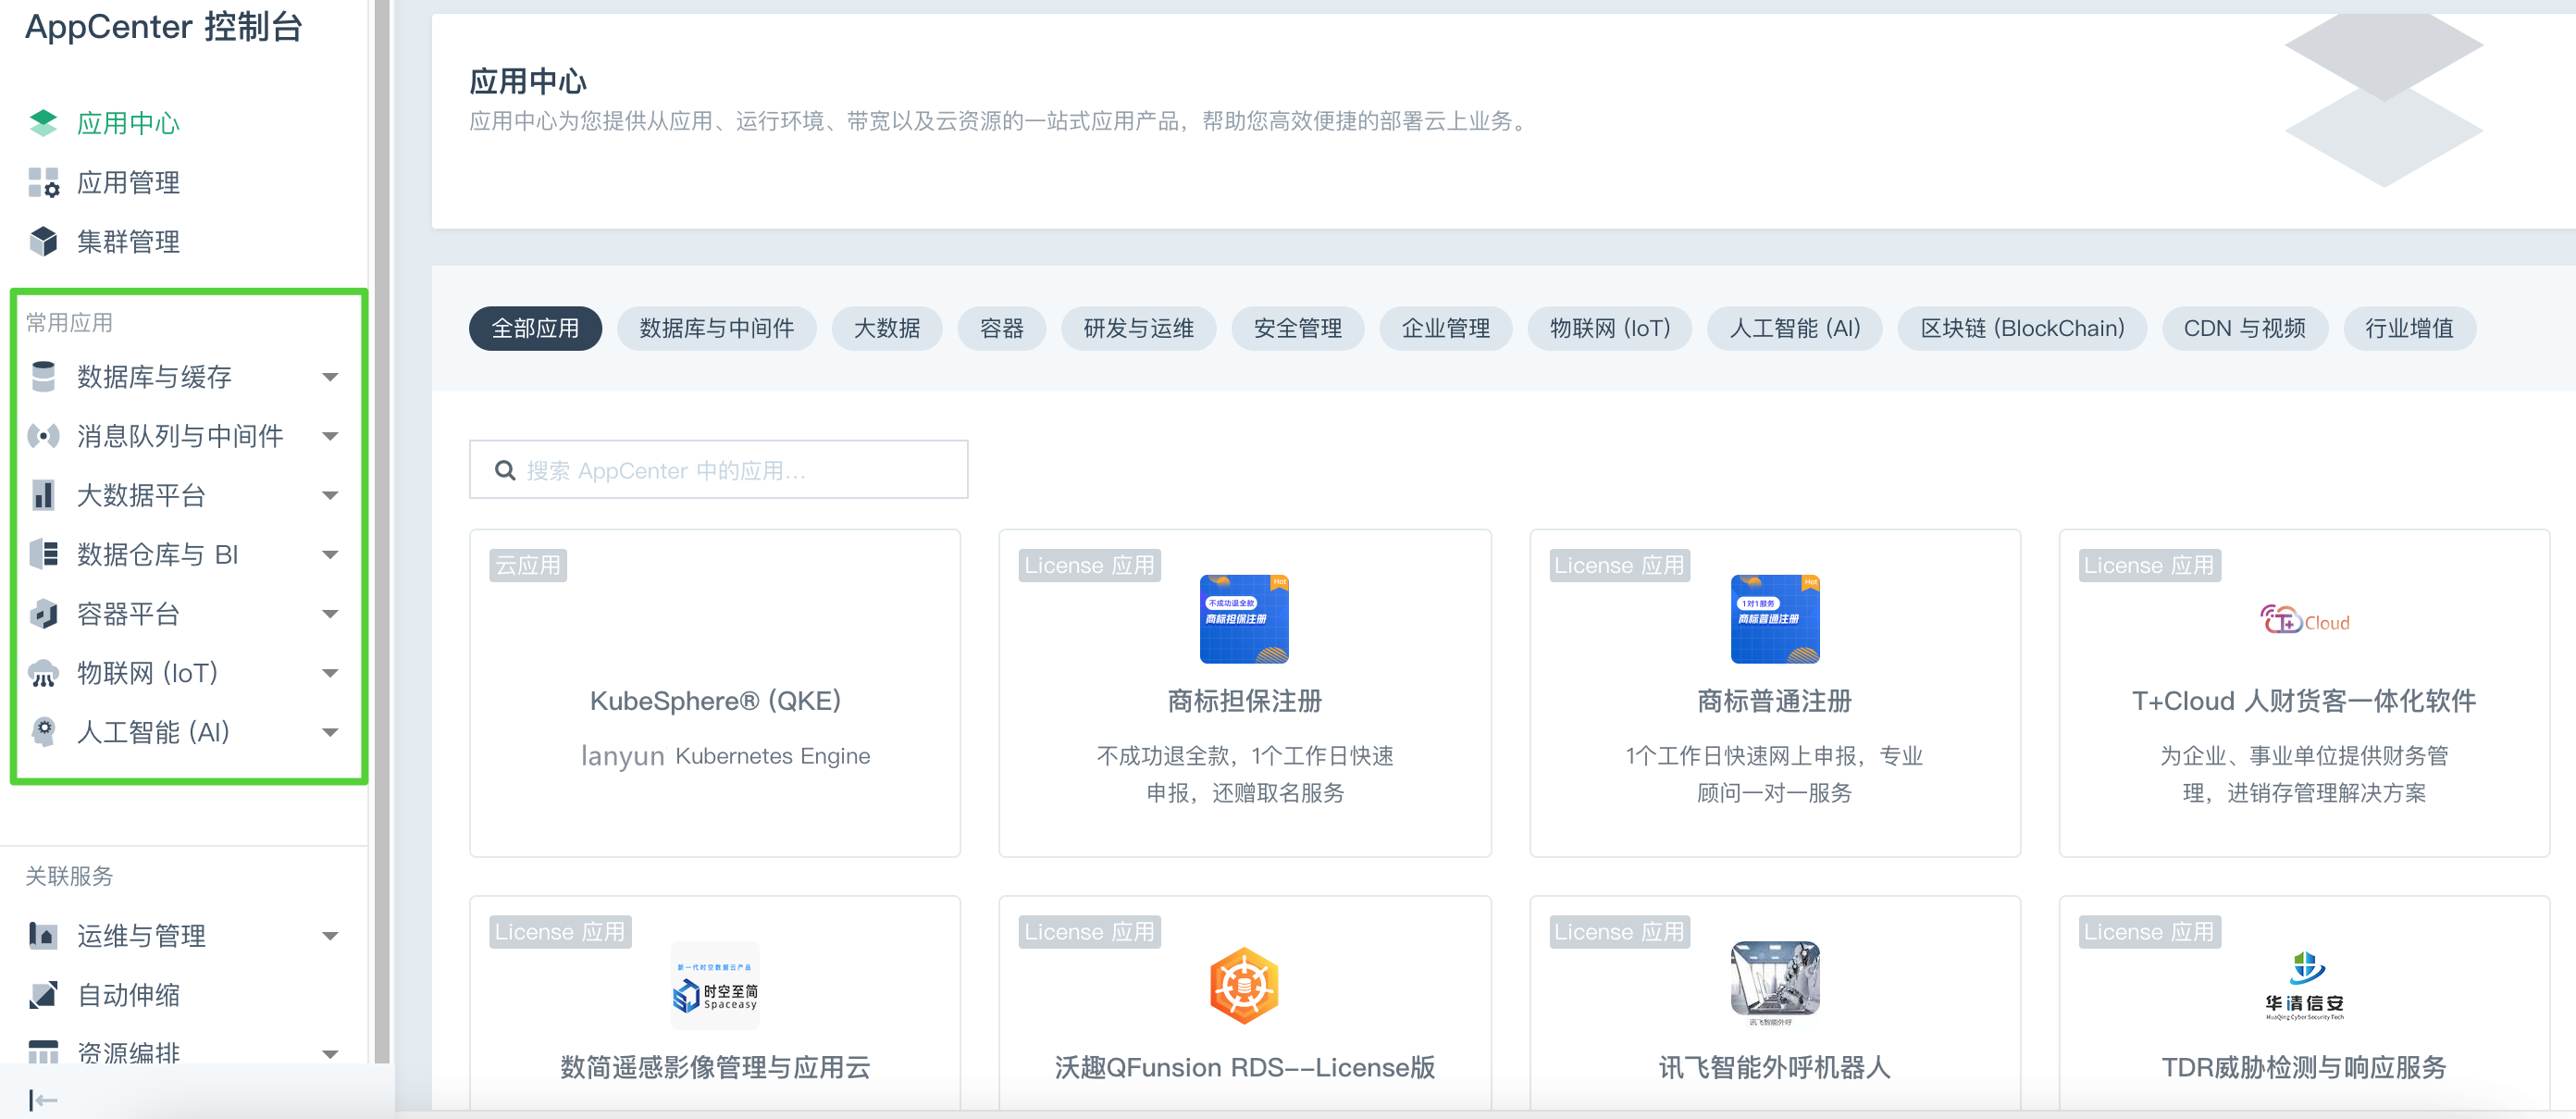 AppCenter 控制台
应用中心
应用管理
集群管理
常用应用
数据库与缓存
消息队列与中间件
大数据平台
数据仓库与 BI
容器平台
物联网 (IoT)
人工智能 (AI)
关联服务
运维与管理
自动伸缩
资源编排
应用中心
应用中心为您提供从应用、运行环境、带宽以及云资源的一站式应用产品，帮助您高效便捷的部署云上业务。
全部应用 数据库与中间件 大数据 容器 研发与运维 安全管理 企业管理 物联网 (IoT) 人工智能 (AI) 区块链 (BlockChain) CDN 与视频 行业增值
搜索 AppCenter 中的应用...
云应用
KubeSphere® (QKE)
lanyun Kubernetes Engine
License 应用
Hot
不成功退全款
商标担保注册
商标担保注册
不成功退全款，1个工作日快速
申报，还赠取名服务
License 应用
Hot
1对1服务
商标普通注册
商标普通注册
1个工作日快速网上申报，专业
顾问一对一服务
License 应用
T+Cloud
T+Cloud 人财货客一体化软件
为企业、事业单位提供财务管
理，进销存管理解决方案
License 应用
新一代时空数据云产品
时空至简
Spaceasy
数简遥感影像管理与应用云
License 应用
沃趣QFunsion RDS--License版
License 应用
讯飞智能外呼
讯飞智能外呼机器人
License 应用
华清信安
HuaQing Cyber Security Tech
TDR威胁检测与响应服务